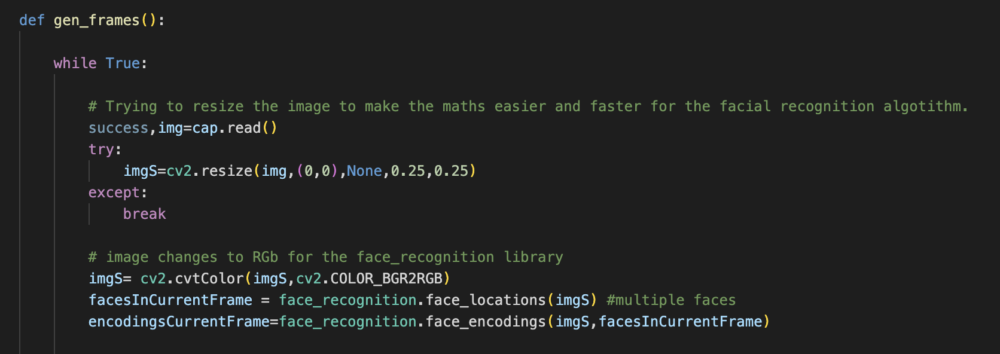 def gen_frames():
while True:
# Trying to resize the image to make the maths easier and faster for the facial recognition algotithm.
success,img=cap.read()
try:
imgS=cv2.resize(img,(0,0),None,0.25,0.25)
except:
break
# image changes to RGb for the face_recognition library
imgS= cv2.cvtColor(imgS,cv2.COLOR_BGR2RGB)
facesInCurrentFrame = face_recognition.face_locations(imgS) #multiple faces
encodingsCurrentFrame=face_recognition.face_encodings(imgS,facesInCurrentFrame)